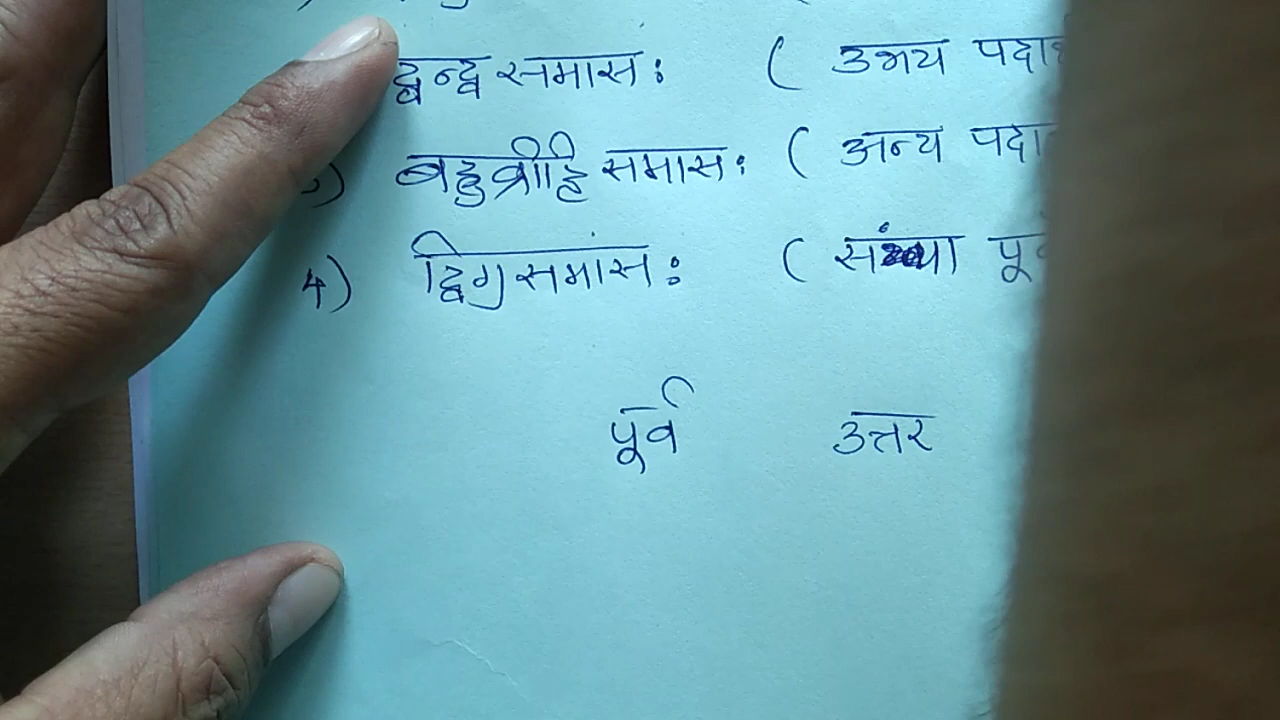 द्वन्द्व समासः ( उभय पदा
बहुव्रीहि समासः ( अन्य पदा
4) द्विगु समांसः ( संख्या पूर्व
पूर्व उत्तर